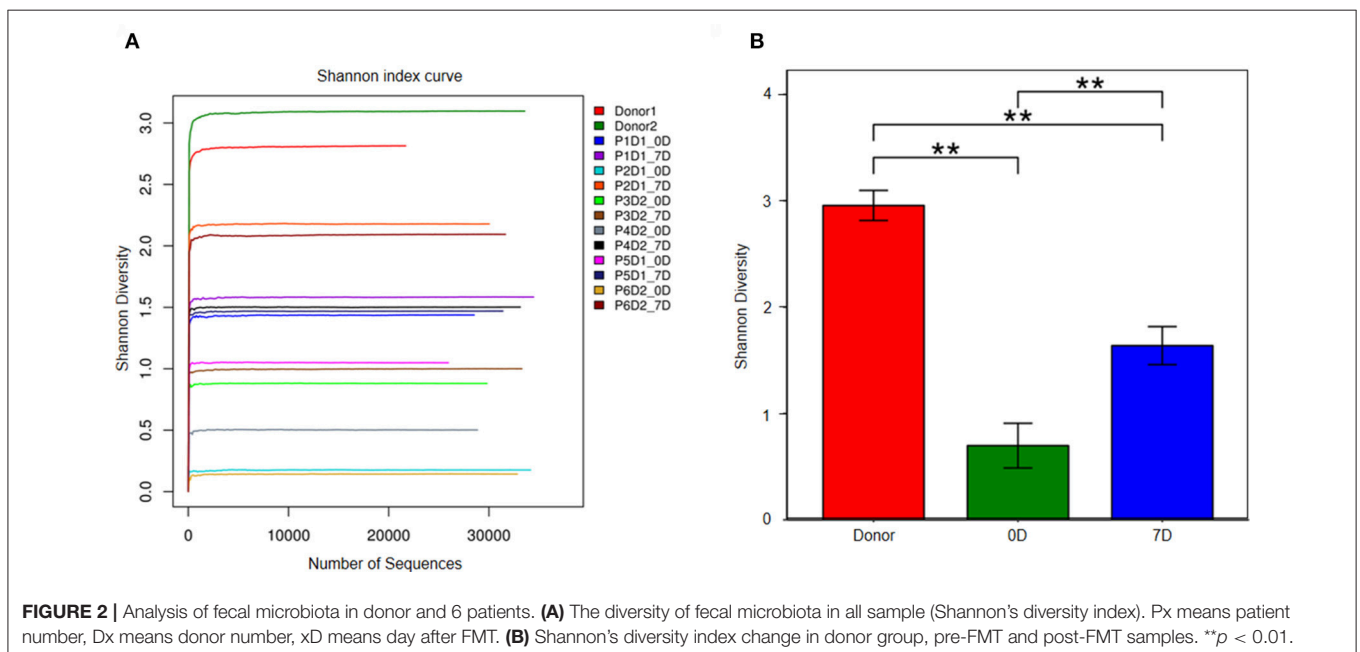 A
Shannon index curve
Shannon Diversity
3.0
2.5
2.0
1.5
1.0
0.5
0.0
0 10000 20000 30000
Number of Sequences
Donor1
Donor2
P1D1_0D
P1D1_7D
P2D1_0D
P2D1_7D
P3D2_0D
P3D2_7D
P4D2_0D
P4D2_7D
P5D1_0D
P5D1_7D
P6D2_0D
P6D2_7D
B
Shannon Diversity
4
3
2
1
0
**
**
**
Donor 0D 7D
FIGURE 2 | Analysis of fecal microbiota in donor and 6 patients. (A) The diversity of fecal microbiota in all sample (Shannon's diversity index). Px means patient
number, Dx means donor number, xD means day after FMT. (B) Shannon's diversity index change in donor group, pre-FMT and post-FMT samples. **p < 0.01.